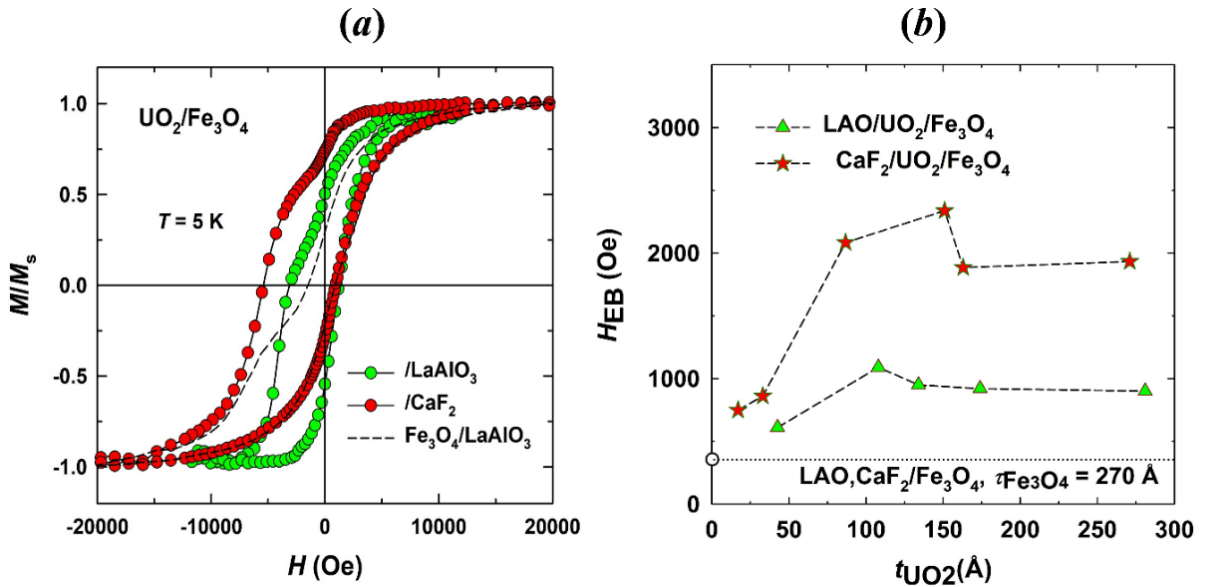 (a)
1.0
0.5
0.0
-0.5
-1.0
M/Ms
UO2/Fe3O4
T = 5 K
/LaAlO3
/CaF2
Fe3O4/LaAlO3
-20000 -10000 0 10000 20000
H (Oe)
(b)
3000
2000
1000
0
HEB (Oe)
LAO/UO2/Fe3O4
CaF2/UO2/Fe3O4
LAO,CaF2/Fe3O4, τFe3O4 = 270 Å
0 50 100 150 200 250 300
tUO2(Å)